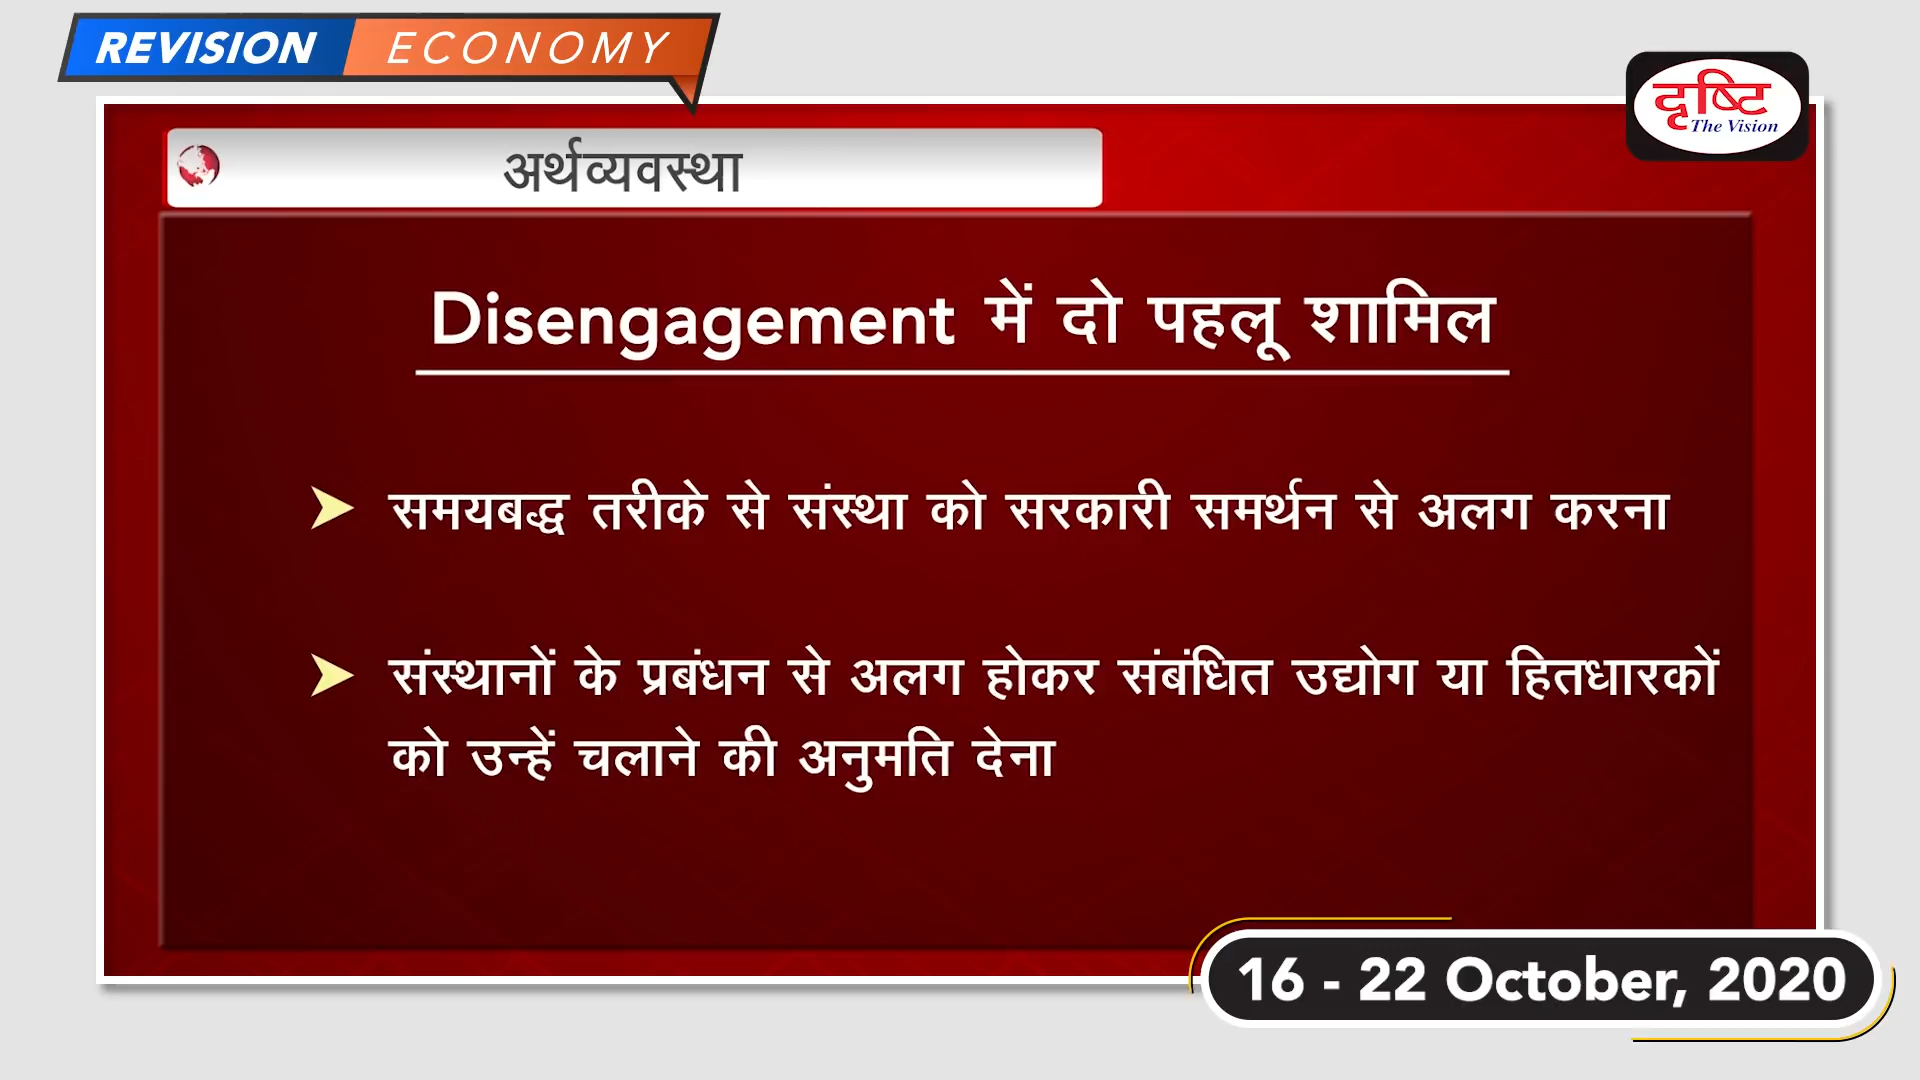 REVISION ECONOMY
दृष्टि
The Vision
अर्थव्यवस्था
Disengagement में दो पहलू शामिल
➤ समयबद्ध तरीके से संस्था को सरकारी समर्थन से अलग करना
➤ संस्थानों के प्रबंधन से अलग होकर संबंधित उद्योग या हितधारकों
को उन्हें चलाने की अनुमति देना
16 - 22 October, 2020